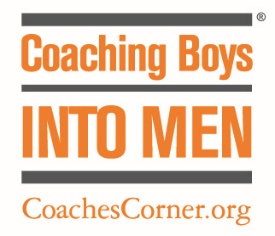 ®
Coaching Boys
INTO MEN
CoachesCorner.org